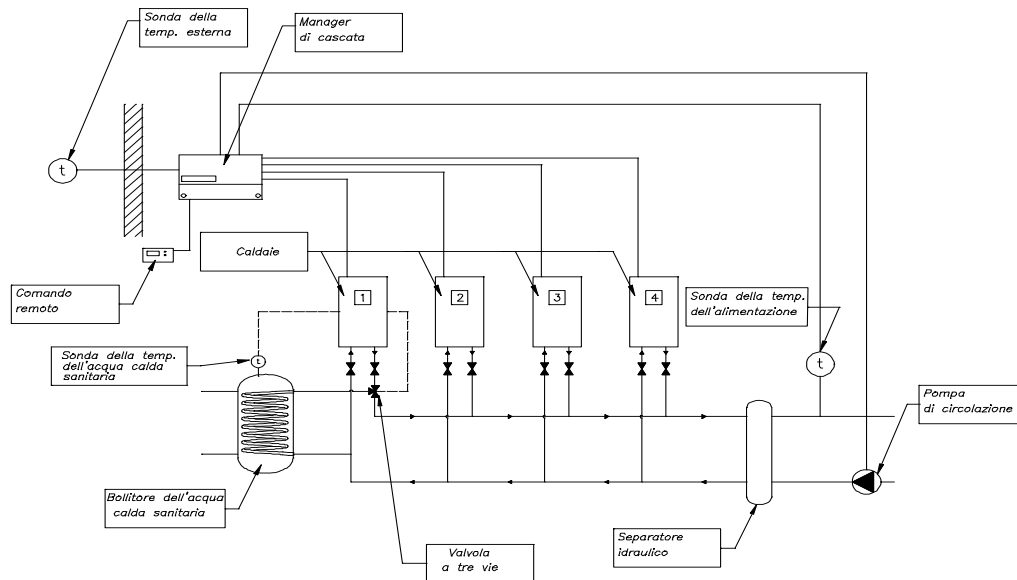 Sonda della
temp. esterna
Manager
di cascata
t
Comando
remoto
Caldaie
1
2
3
4
Sonda della temp.
dell'alimentazione
t
Sonda della temp.
dell'acqua calda
sanitaria
t
Pompa
di circolazione
Bollitore dell'acqua
calda sanitaria
Valvola
a tre vie
Separatore
idraulico